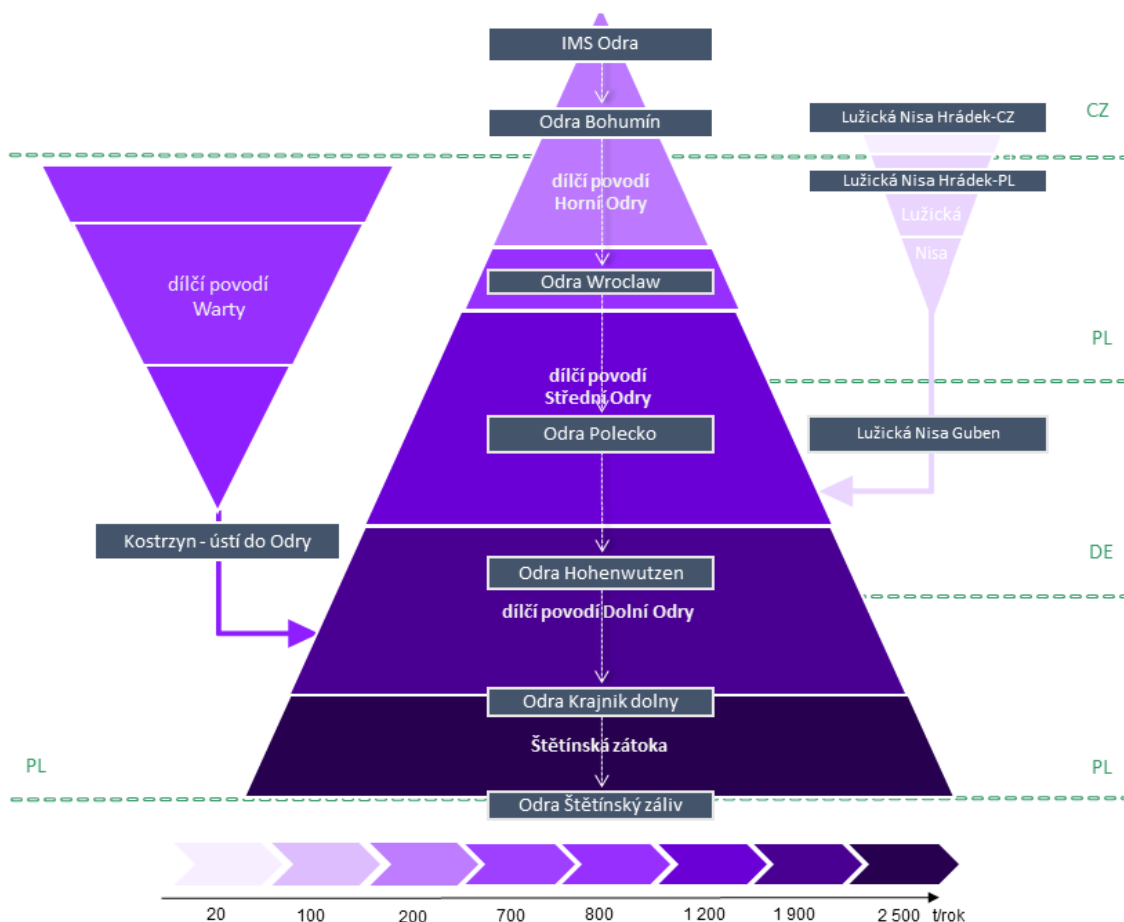 IMS Odra
Odra Bohumín
Lužická Nisa Hrádek-CZ
CZ
dílčí povodí
Horní Odry
Lužická Nisa Hrádek-PL
Lužická
Nisa
dílčí povodí
Warty
Odra Wroclaw
PL
dílčí povodí
Střední Odry
Odra Polecko
Lužická Nisa Guben
Kostrzyn - ústí do Odry
DE
Odra Hohenwutzen
dílčí povodí Dolní Odry
Odra Krajnik dolny
Štětínská zátoka
PL
PL
Odra Štětínský záliv
20 100 200 700 800 1 200 1 900 2 500 t/rok